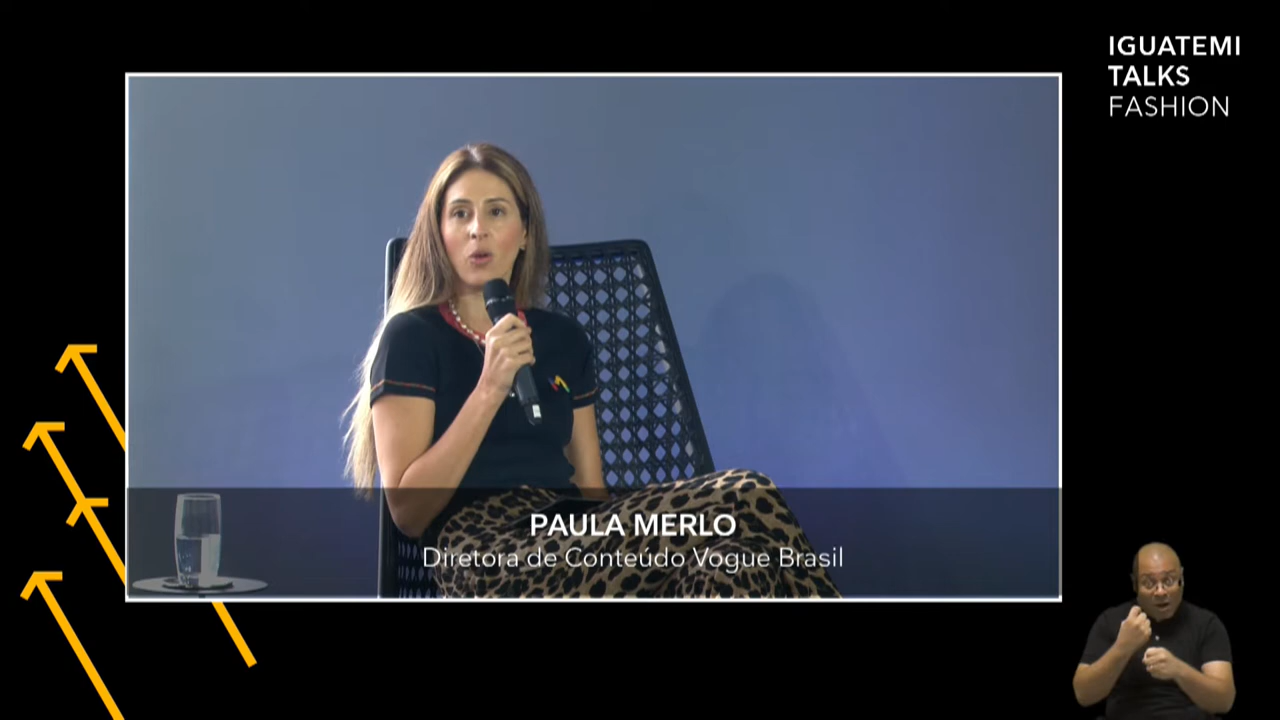 IGUATEMI
TALKS
FASHION
PAULA MERLO
Diretora de Conteúdo Vogue Brasil